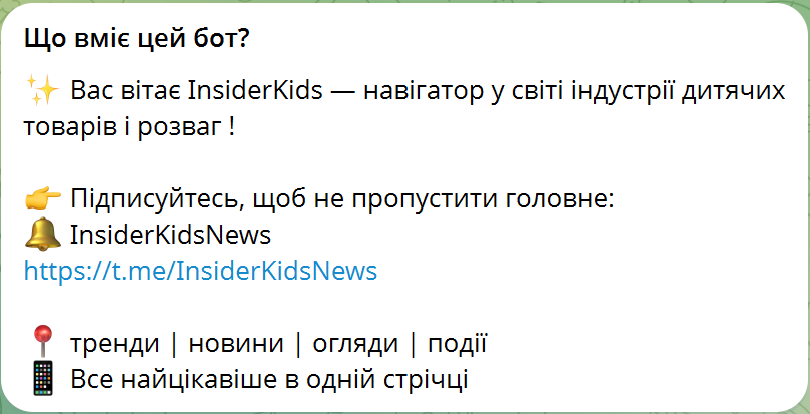 Що вміє цей бот?
✨ Вас вітає InsiderKids — навігатор у світі індустрії дитячих
товарів і розваг !
👉 Підписуйтесь, щоб не пропустити головне:
🔔 InsiderKidsNews
https://t.me/InsiderKidsNews
📍 тренди | новини | огляди | події
📱 Все найцікавіше в одній стрічці